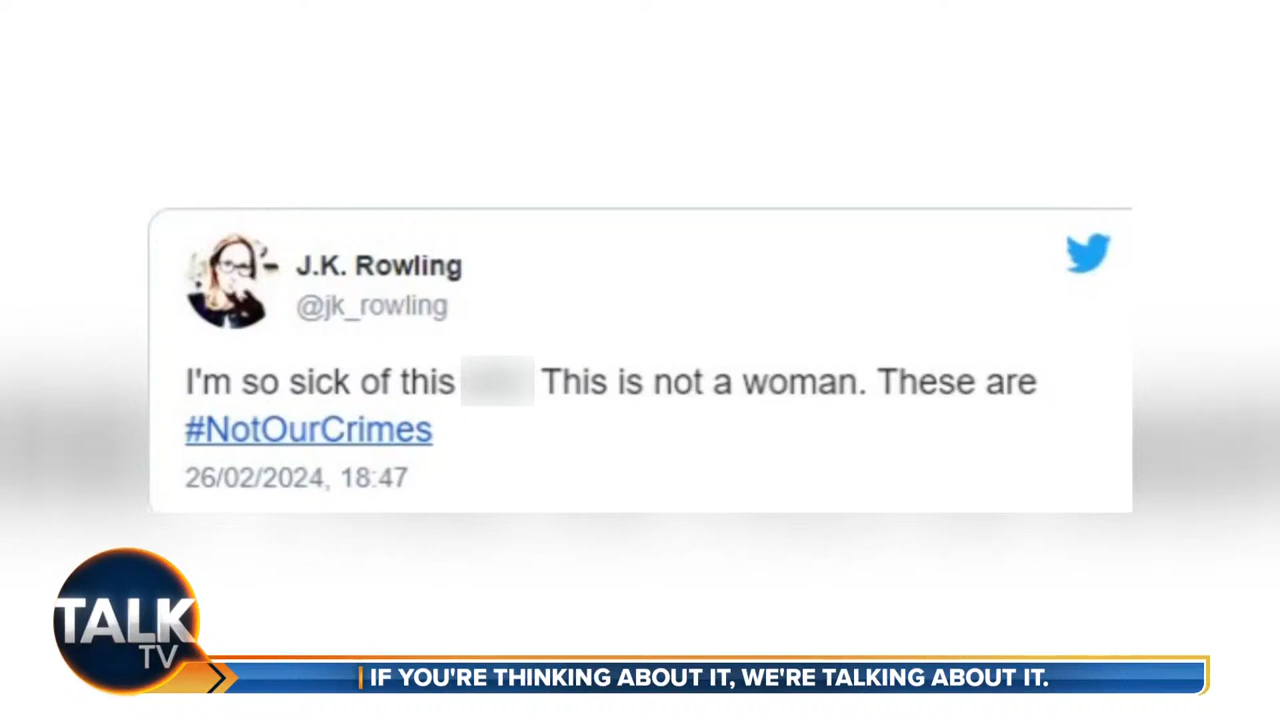 J.K. Rowling
@jk_rowling
I'm so sick of this This is not a woman. These are
#NotOurCrimes
26/02/2024, 18:47
TALK
TV
IF YOU'RE THINKING ABOUT IT, WE'RE TALKING ABOUT IT.